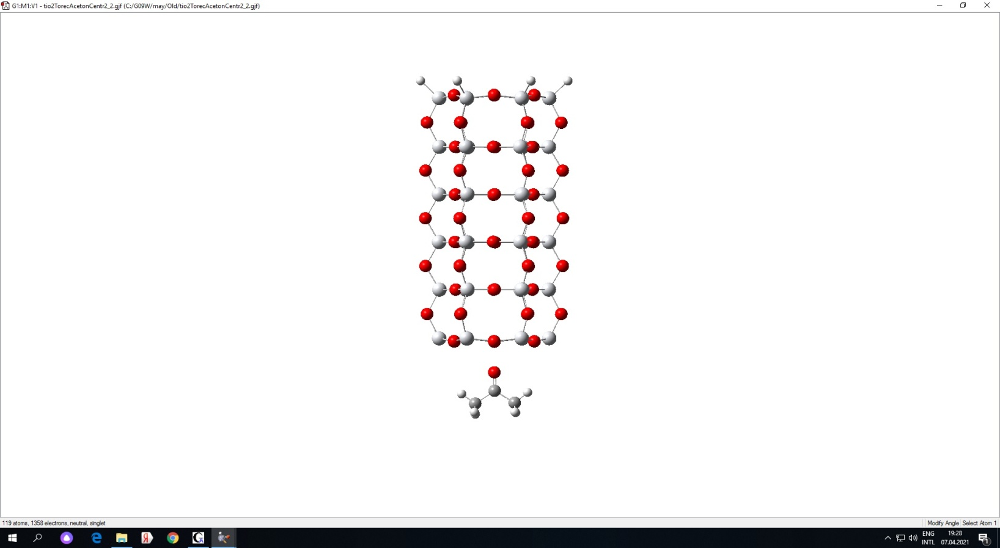 G1:M1:V1 - tio2TorecAcetonCentr2_2.gjf (C:/G09W/may/Old/tio2TorecAcetonCentr2_2.gjf)
119 atoms, 1358 electrons, neutral, singlet
Modify Angle Select Atom 1
Я
ENG
INTL
19:28
07.04.2021
1